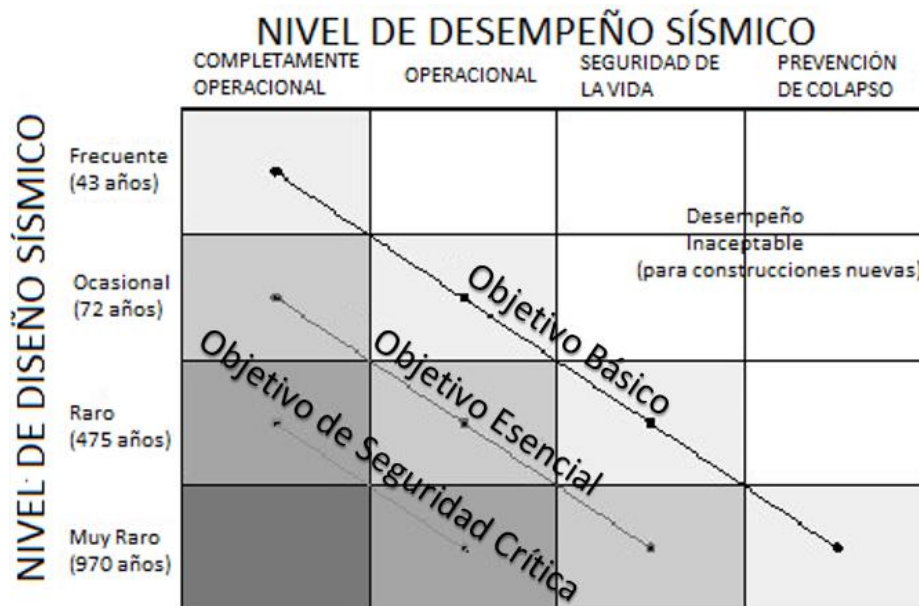 NIVEL DE DESEMPEÑO SÍSMICO
COMPLETAMENTE
OPERACIONAL
OPERACIONAL
SEGURIDAD DE
LA VIDA
PREVENCIÓN
DE COLAPSO
NIVEL DE DISEÑO SÍSMICO
Frecuente
(43 años)
Ocasional
(72 años)
Raro
(475 años)
Muy Raro
(970 años)
Desempeño
Inaceptable
(para construcciones nuevas)
Objetivo Básico
Objetivo Esencial
Objetivo de Seguridad Crítica